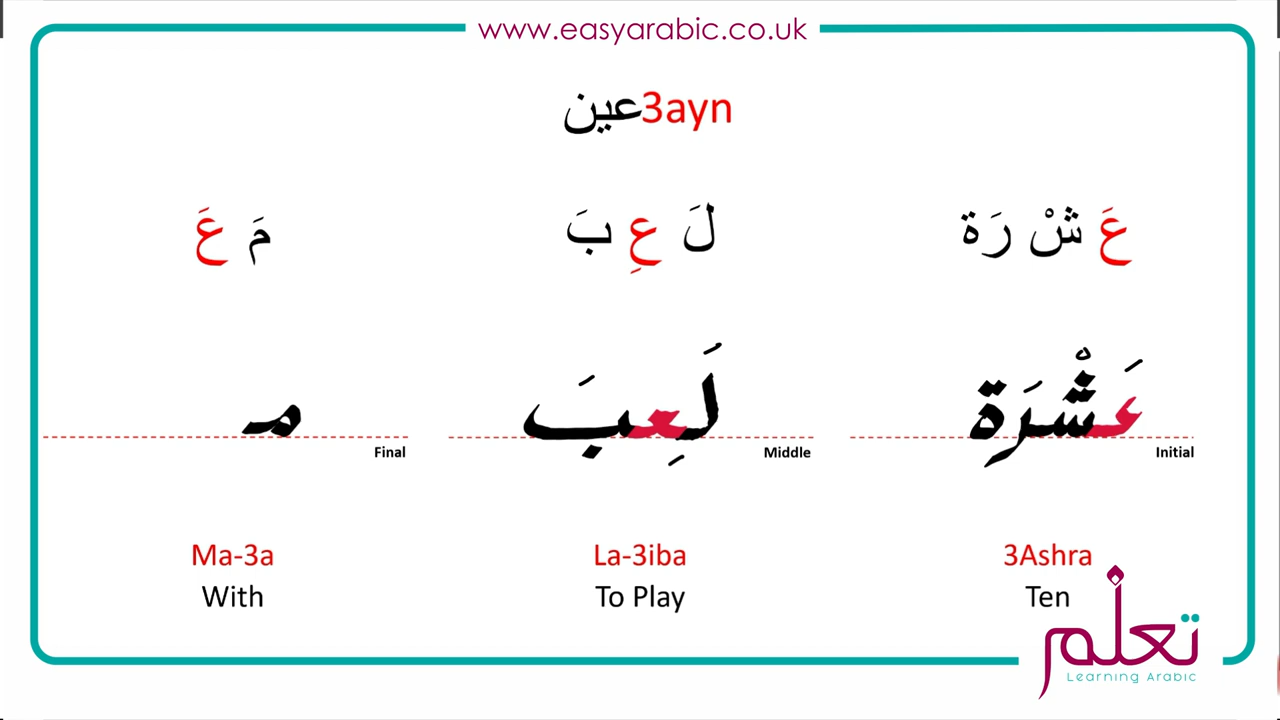 www.easyarabic.co.uk
عين3ayn
عَ شْ رَ ة
لَ عِ بَ
مَ عَ
عَشْرَة
لَعِبَ
مـ
Initial
Middle
Final
3Ashra
Ten
La-3iba
To Play
Ma-3a
With
تعلم
Learning Arabic